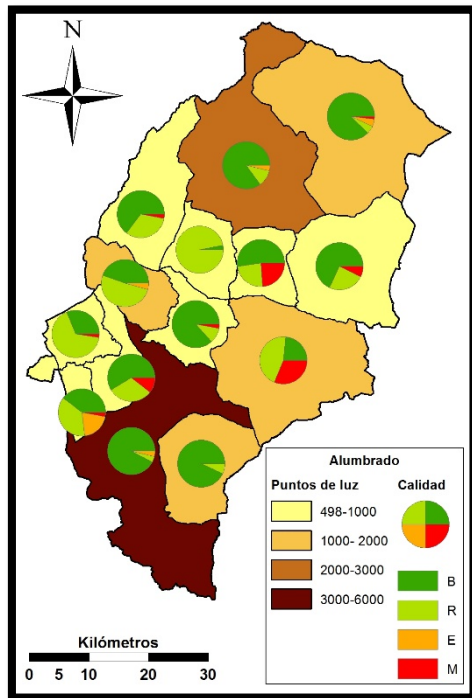 N
Alumbrado
Puntos de luz
Calidad
498-1000
1000- 2000
2000-3000
3000-6000
B
R
E
M
Kilómetros
0 5 10 20 30